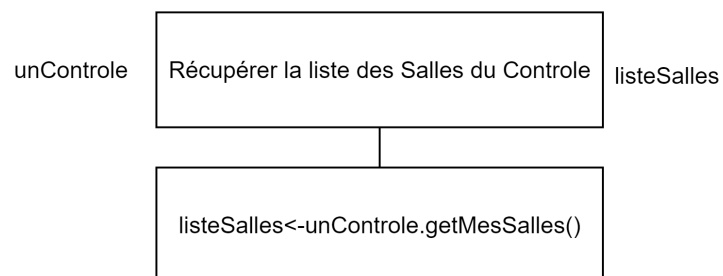 unControle
Récupérer la liste des Salles du Controle
listeSalles
listeSalles<-unControle.getMesSalles()